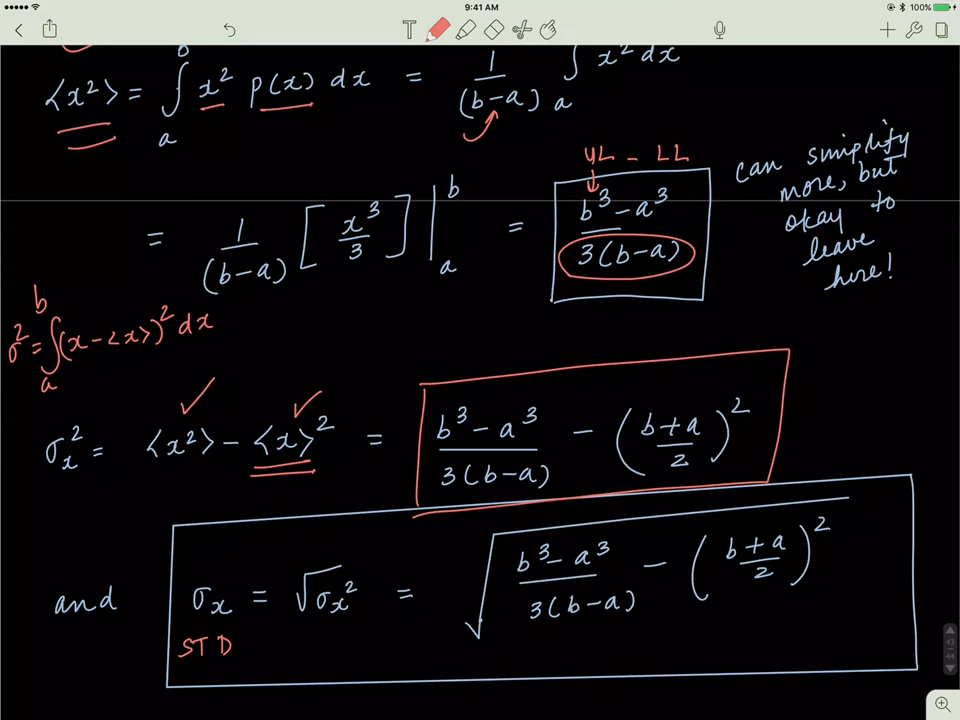 9:41 AM
100%
T
b
⟨x²⟩ = ∫ x² p(x) dx = 1/(b-a) ∫ x² dx
a a
UL - LL
= 1/(b-a) [x³/3] |ₐᵇ = b³-a³ / 3(b-a)
can simplify
more, but
okay to
leave
here!
σ² = ∫ₐᵇ (x-⟨x⟩)² dx
σₓ² = ⟨x²⟩ - ⟨x⟩² = b³-a³ / 3(b-a) - (b+a / 2)²
and σₓ = √σₓ² = √( b³-a³ / 3(b-a) - (b+a / 2)² )
STD